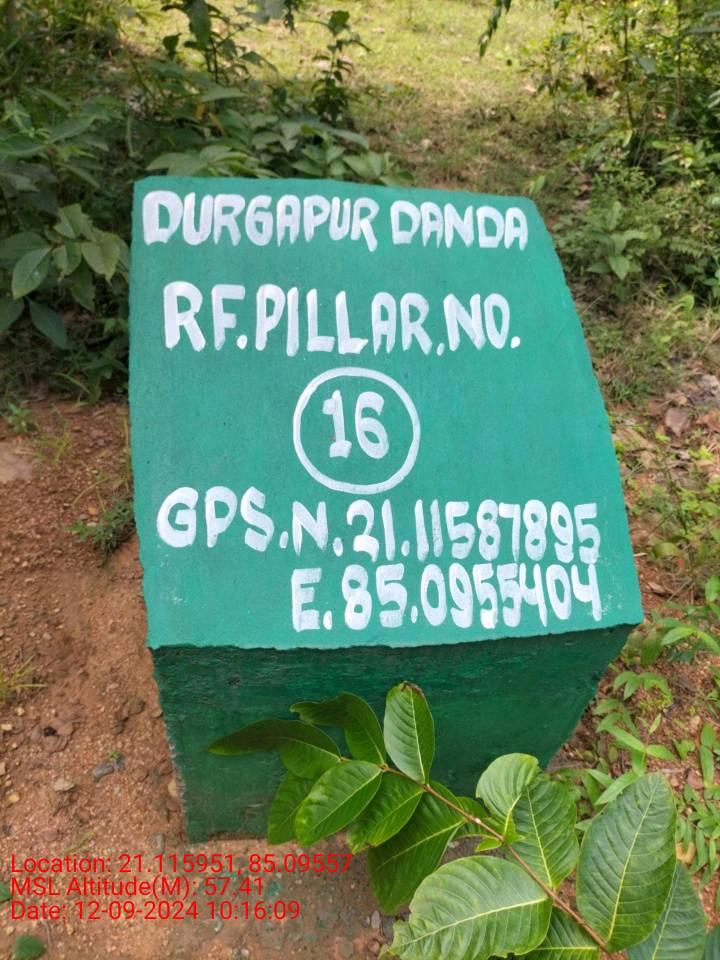 DURGAPUR DANDA
RF.PILLAR.NO.
16
GPS.N.21.11587895
E.85.0955404
Location: 21.115951, 85.09557
MSL Altitude(M): 57.41
Date: 12-09-2024 10:16:09